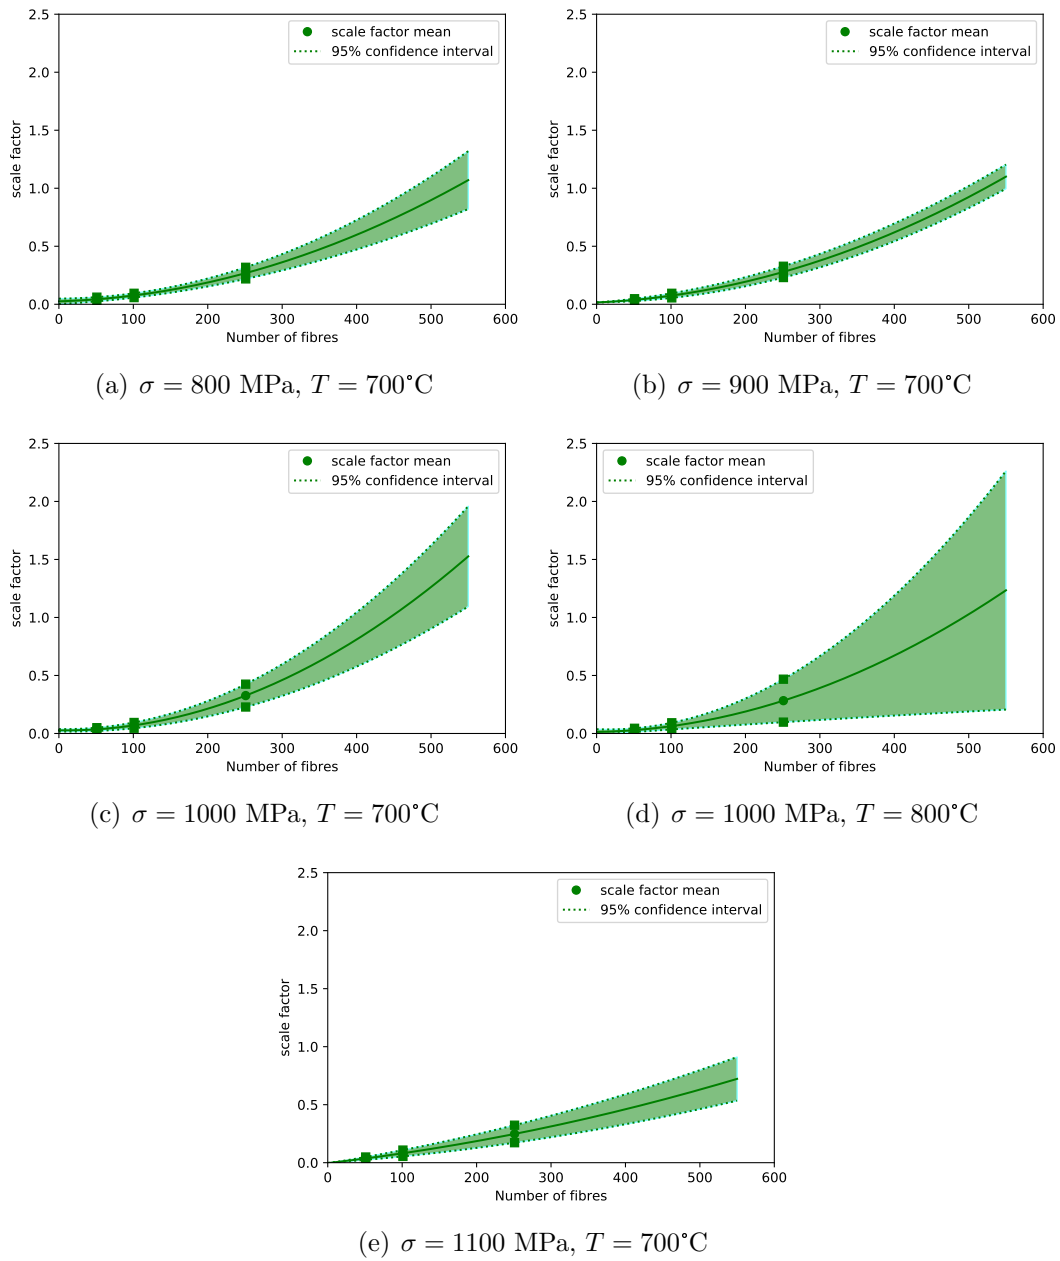 2.5
2.0
1.5
1.0
0.5
0.0
scale factor
0 100 200 300 400 500 600
Number of fibres
scale factor mean
95% confidence interval
(a) σ = 800 MPa, T = 700°C
2.5
2.0
1.5
1.0
0.5
0.0
scale factor
0 100 200 300 400 500 600
Number of fibres
scale factor mean
95% confidence interval
(b) σ = 900 MPa, T = 700°C
2.5
2.0
1.5
1.0
0.5
0.0
scale factor
0 100 200 300 400 500 600
Number of fibres
scale factor mean
95% confidence interval
(c) σ = 1000 MPa, T = 700°C
2.5
2.0
1.5
1.0
0.5
0.0
scale factor
0 100 200 300 400 500 600
Number of fibres
scale factor mean
95% confidence interval
(d) σ = 1000 MPa, T = 800°C
2.5
2.0
1.5
1.0
0.5
0.0
scale factor
0 100 200 300 400 500 600
Number of fibres
scale factor mean
95% confidence interval
(e) σ = 1100 MPa, T = 700°C